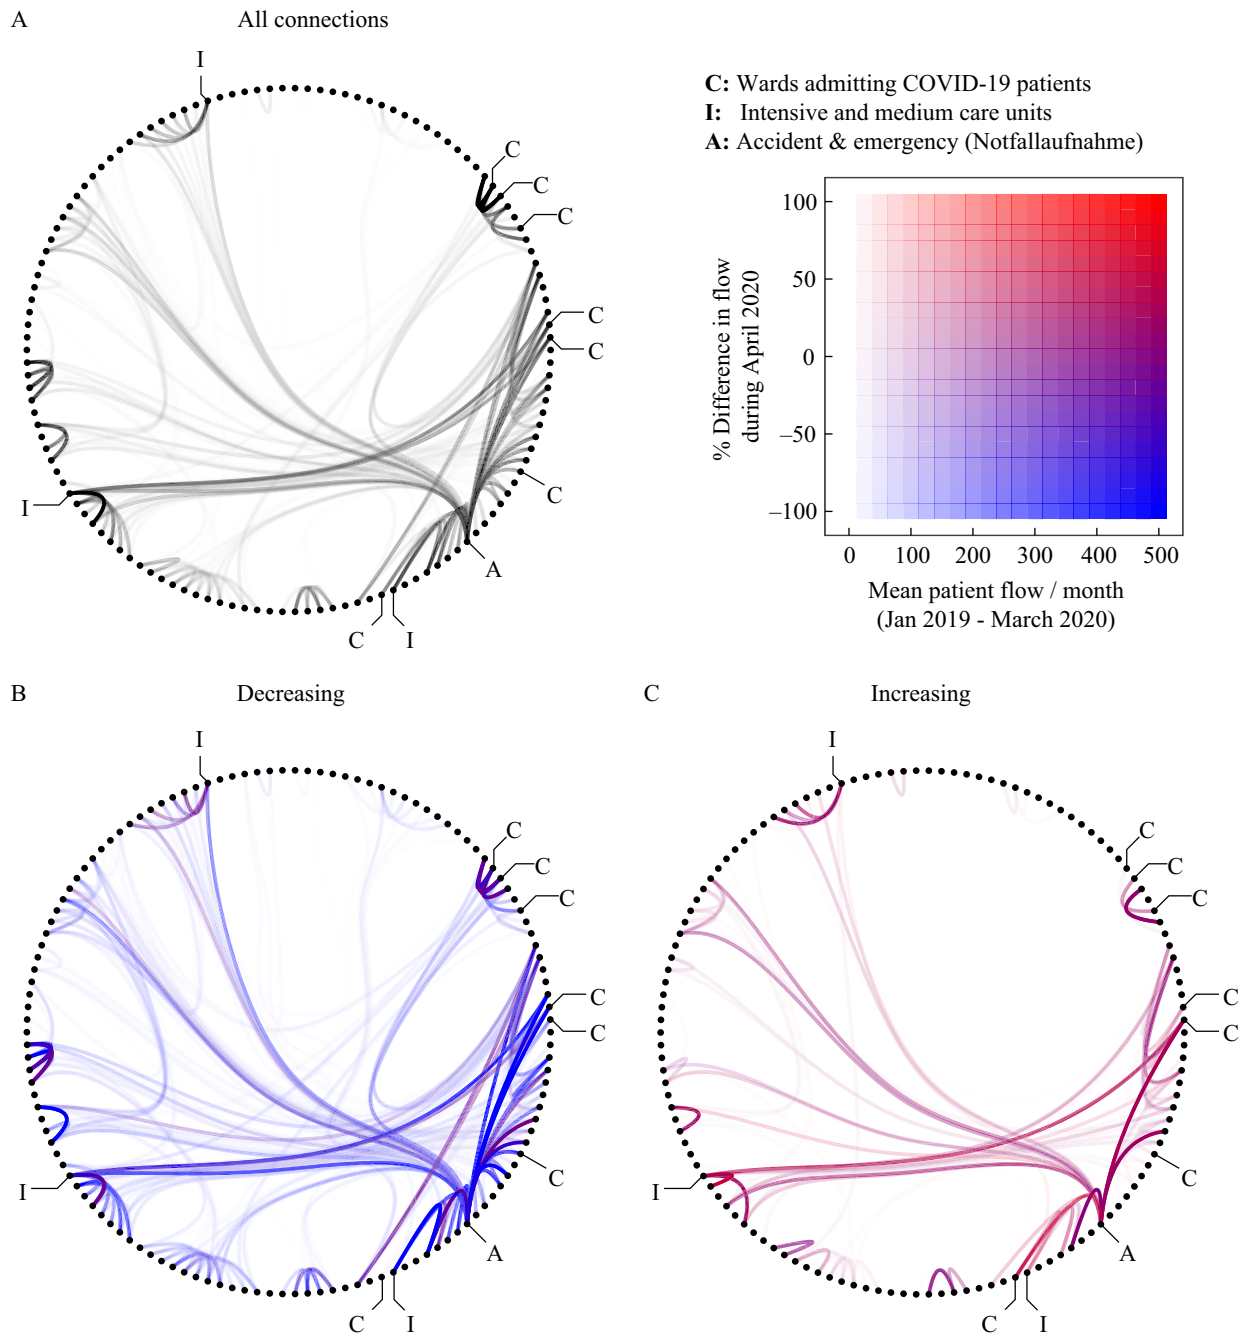 A
All connections
I
C
C
C
C
C
C
I
A
C
I
C: Wards admitting COVID-19 patients
I: Intensive and medium care units
A: Accident & emergency (Notfallaufnahme)
% Difference in flow
during April 2020
100
50
0
–50
–100
0
100
200
300
400
500
Mean patient flow / month
(Jan 2019 - March 2020)
B
Decreasing
I
C
C
C
C
C
C
I
A
C
I
C
Increasing
I
C
C
C
C
C
C
I
A
C
I